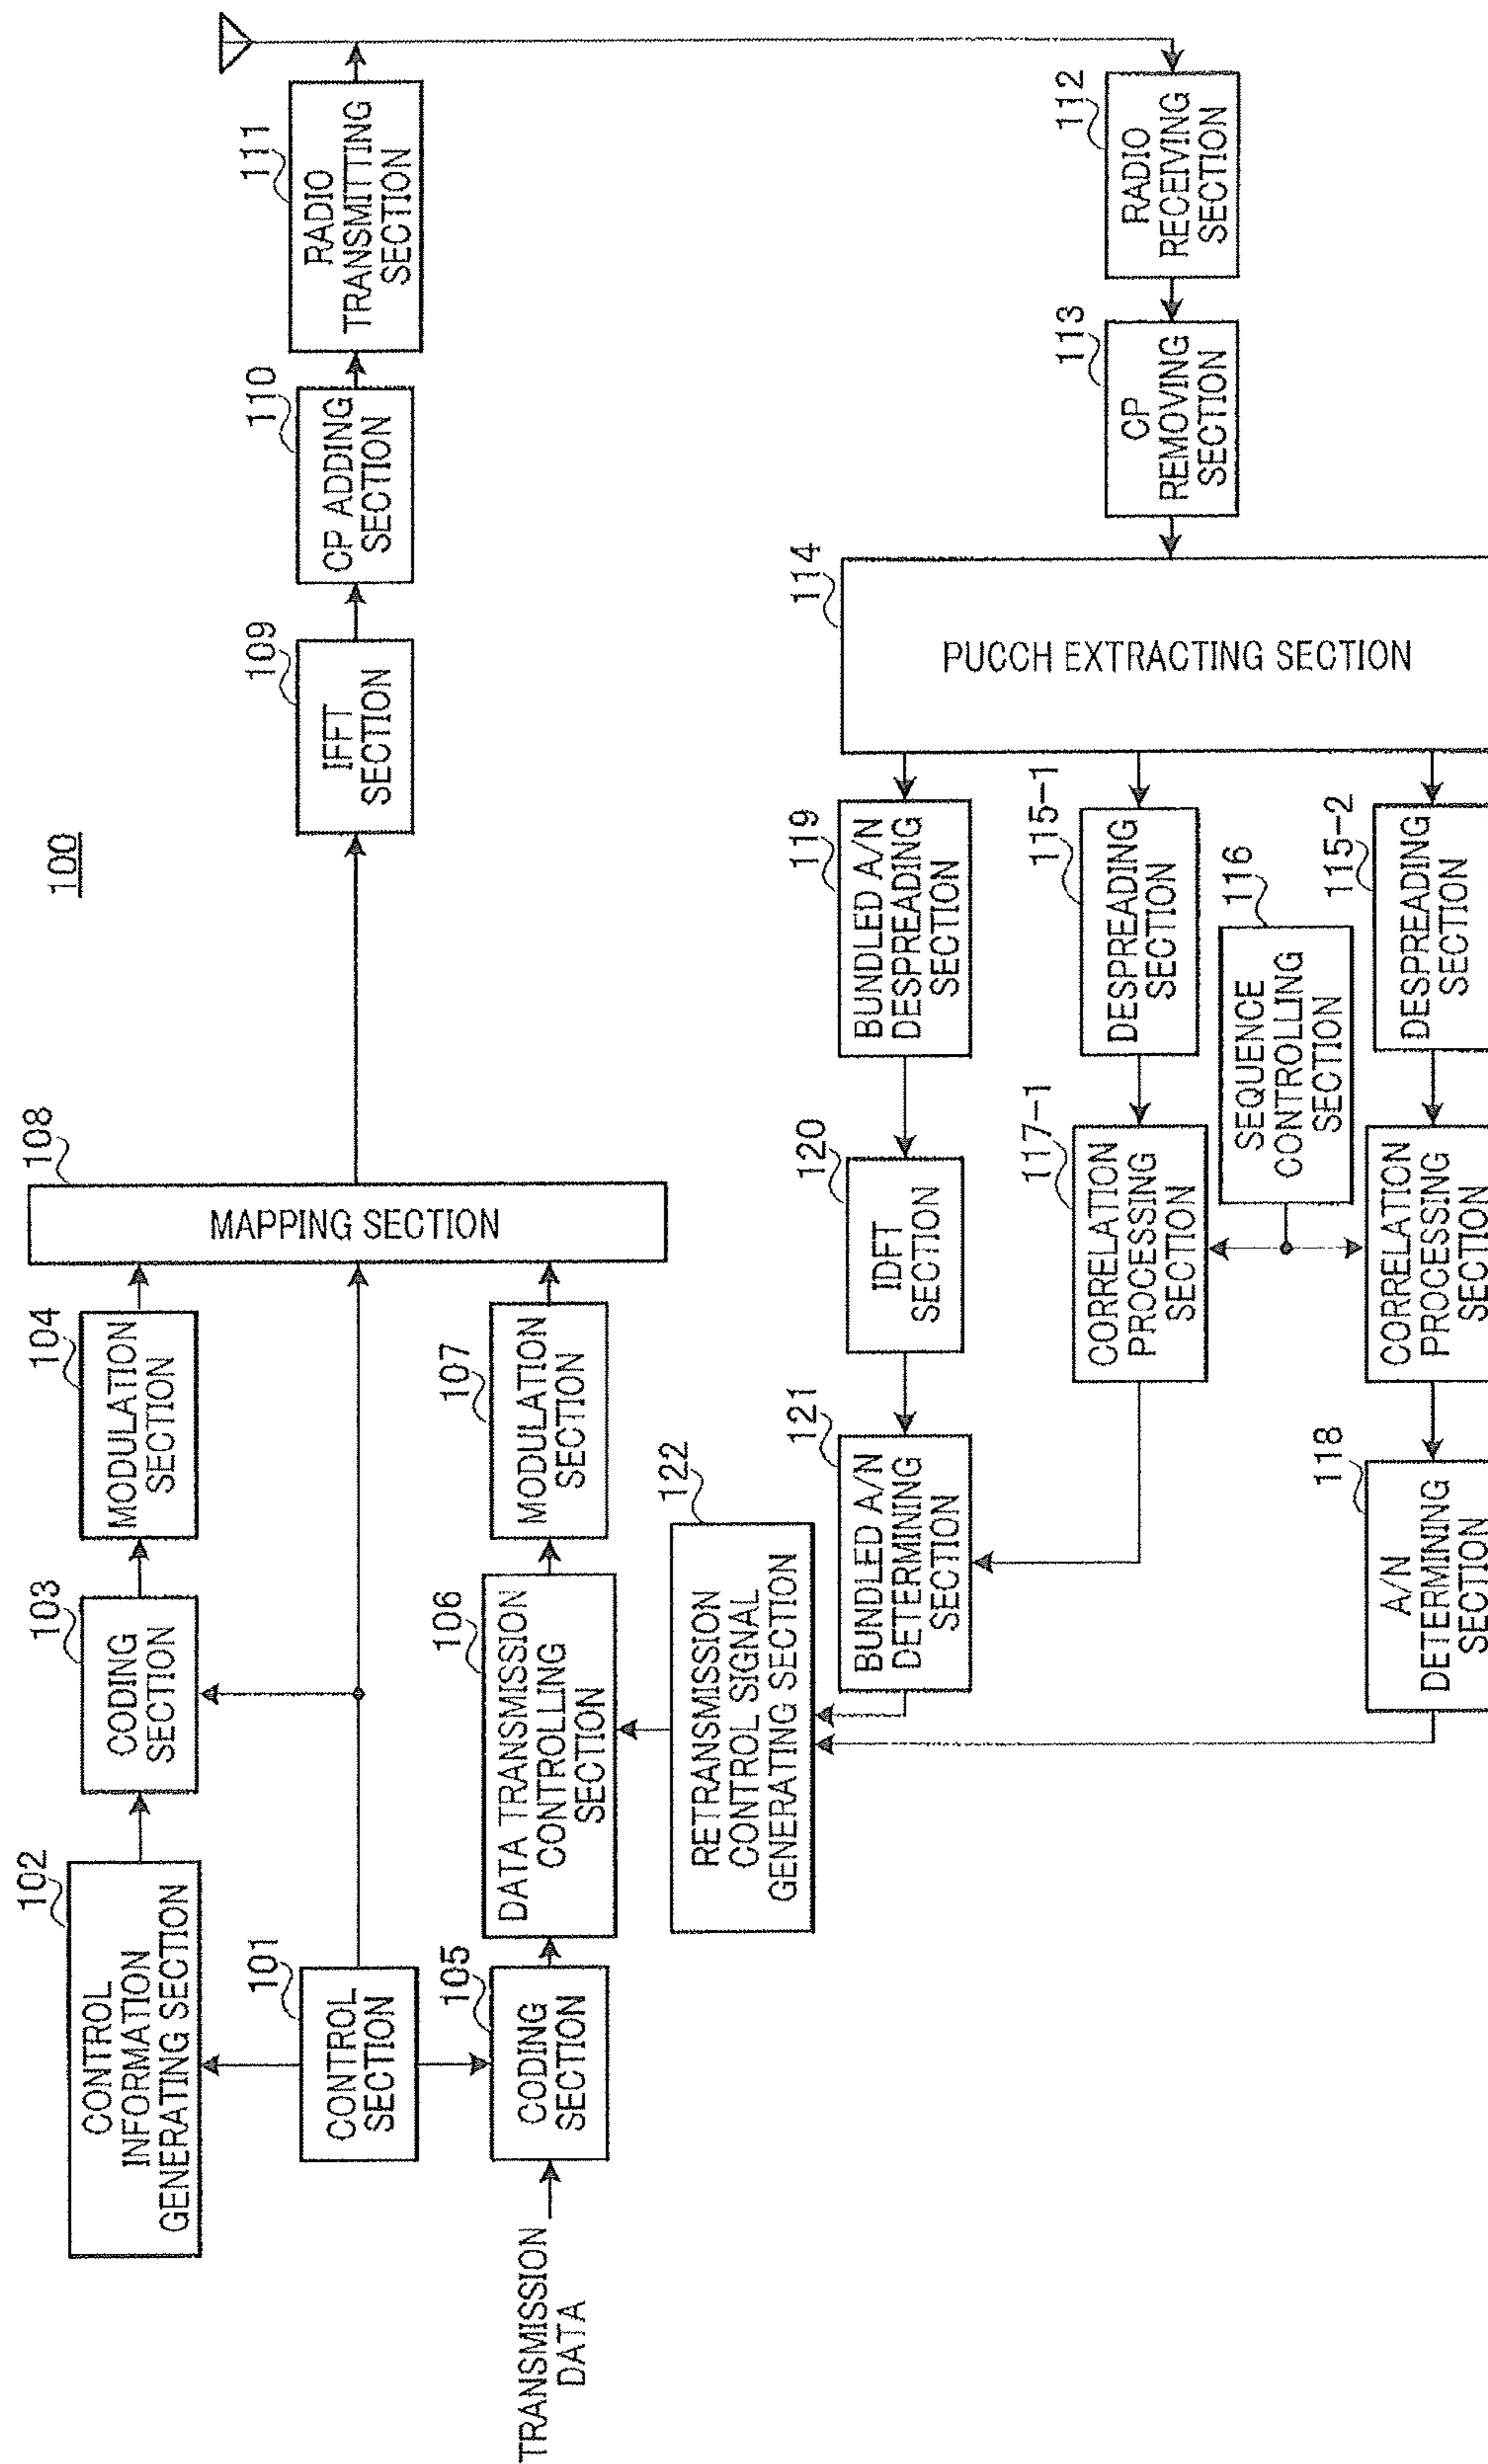 100
102
CONTROL
INFORMATION
GENERATING SECTION
103
CODING
SECTION
104
MODULATION
SECTION
108
MAPPING SECTION
101
CONTROL
SECTION
109
IFFT
SECTION
110
CP ADDING
SECTION
111
RADIO
TRANSMITTING
SECTION
TRANSMISSION
DATA
105
CODING
SECTION
106
DATA TRANSMISSION
CONTROLLING
SECTION
107
MODULATION
SECTION
122
RETRANSMISSION
CONTROL SIGNAL
GENERATING SECTION
121
BUNDLED A/N
DETERMINING
SECTION
120
IDFT
SECTION
119
BUNDLED A/N
DESPREADING
SECTION
114
PUCCH EXTRACTING SECTION
113
CP
REMOVING
SECTION
112
RADIO
RECEIVING
SECTION
117-1
CORRELATION
PROCESSING
SECTION
115-1
DESPREADING
SECTION
116
SEQUENCE
CONTROLLING
SECTION
118
A/N
DETERMINING
SECTION
CORRELATION
PROCESSING
SECTION
115-2
DESPREADING
SECTION